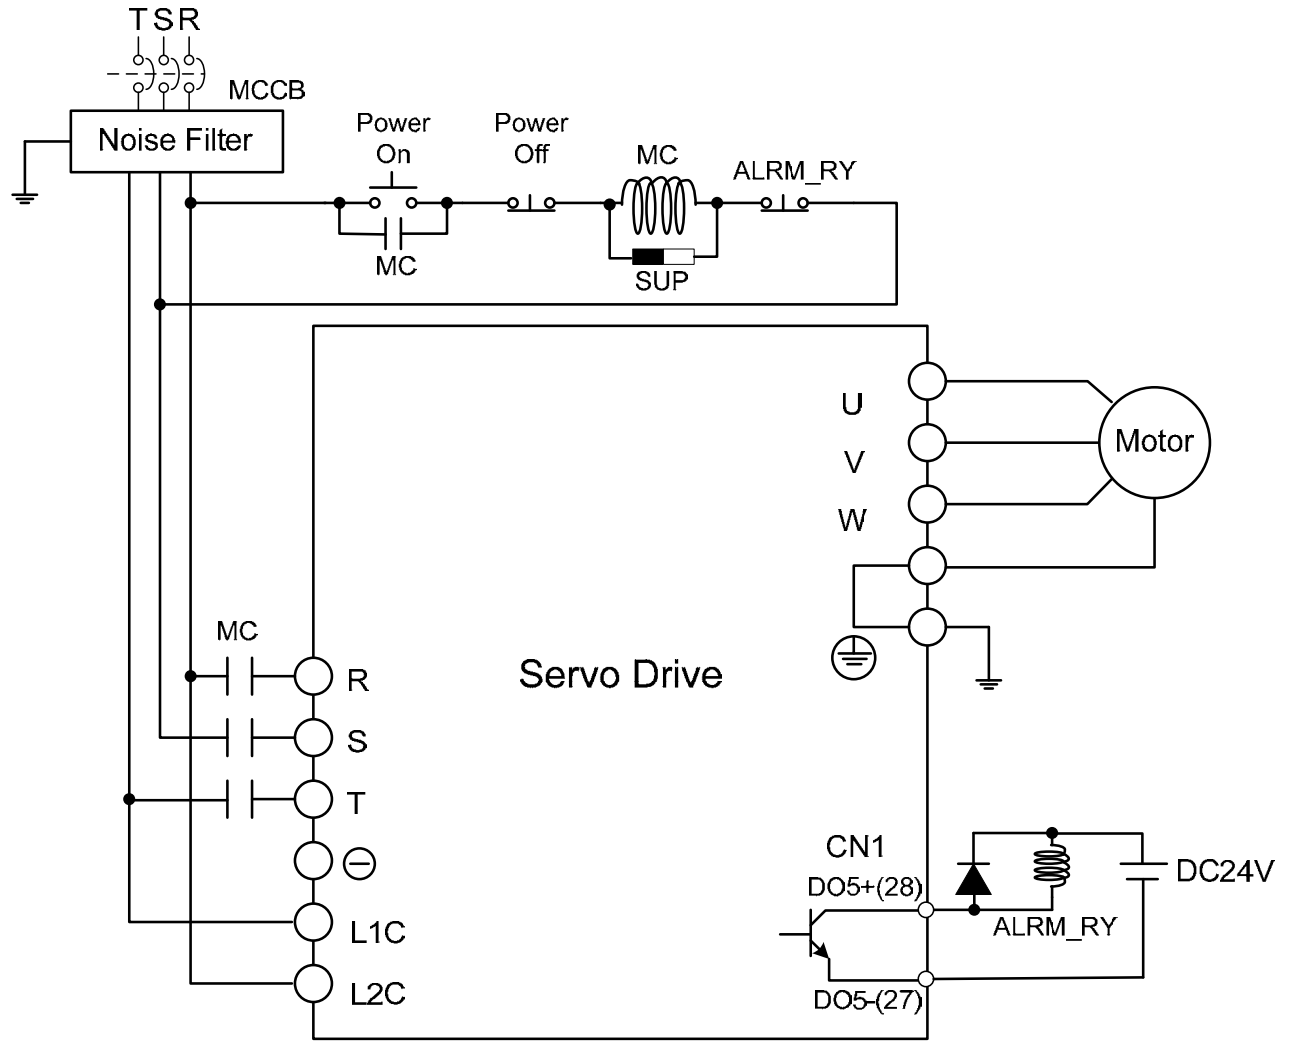 T S R
MCCB
Noise Filter
Power
On
Power
Off
MC
ALRM_RY
MC
SUP
U
V
W
Motor
MC
R
S
T
Servo Drive
L1C
L2C
CN1
DO5+(28)
DC24V
ALRM_RY
DO5-(27)